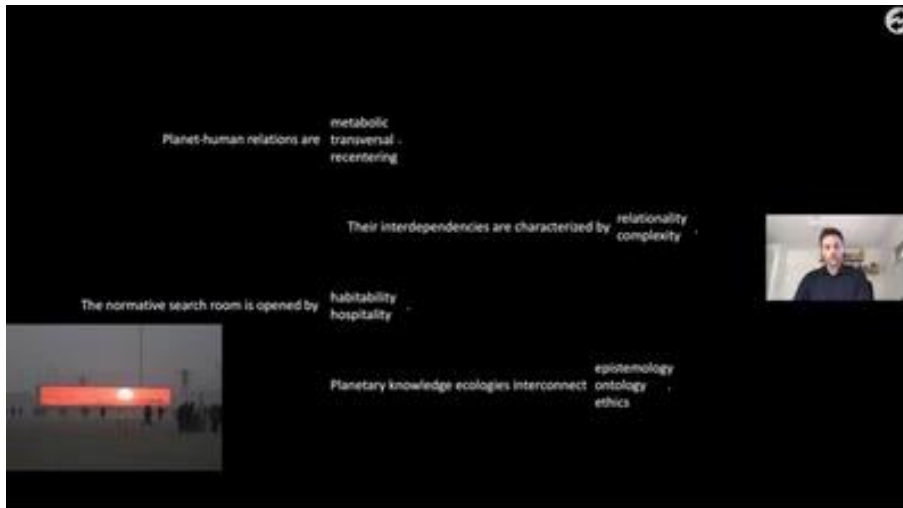 metabolic
Planet-human relations are transversal .
recentering
relationality
Their interdependencies are characterized by complexity .
habitability
The normative search room is opened by hospitality .
epistemology
Planetary knowledge ecologies interconnect ontology .
ethics